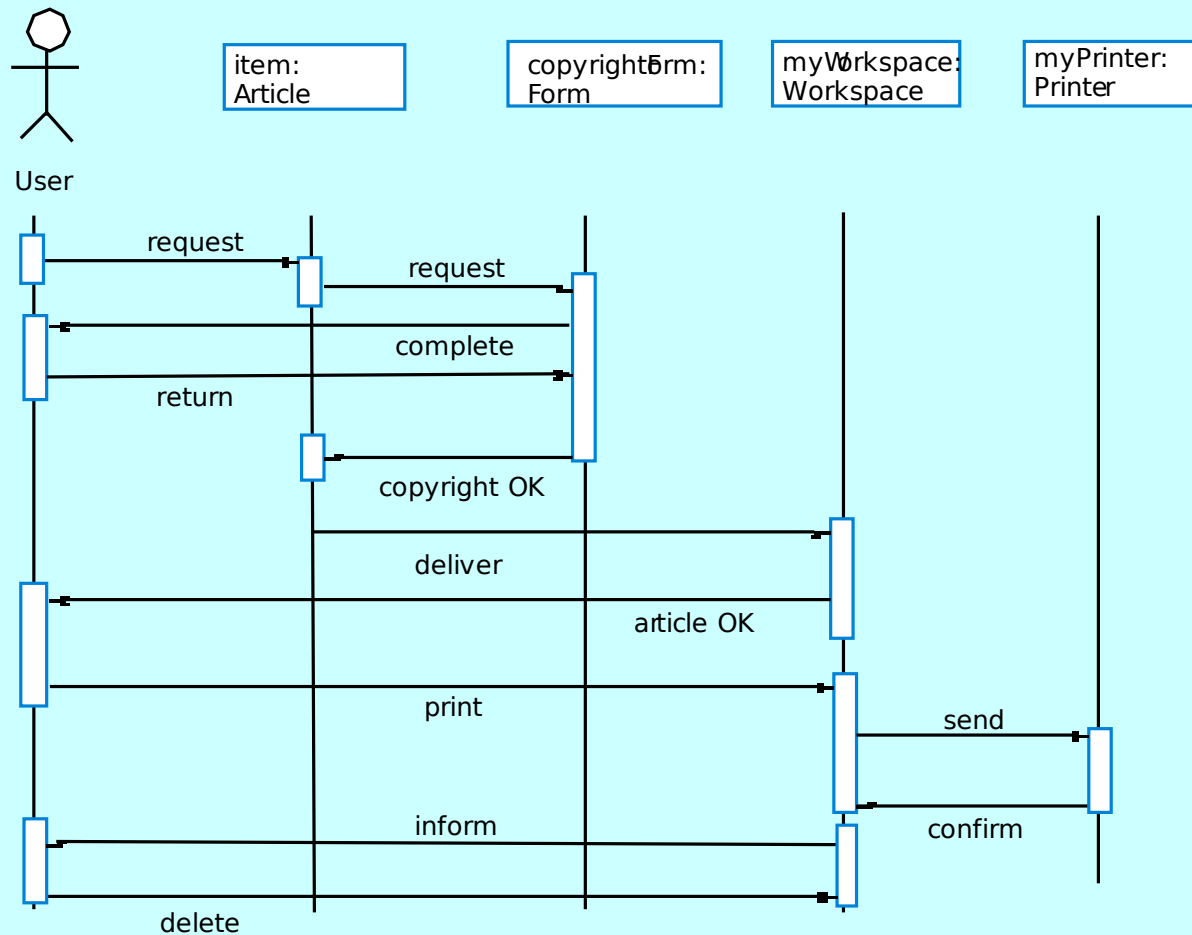 item:
Article
copyrightForm:
Form
myWorkspace:
Workspace
myPrinter:
Printer
User
request
request
complete
return
copyright OK
deliver
article OK
print
send
confirm
inform
delete